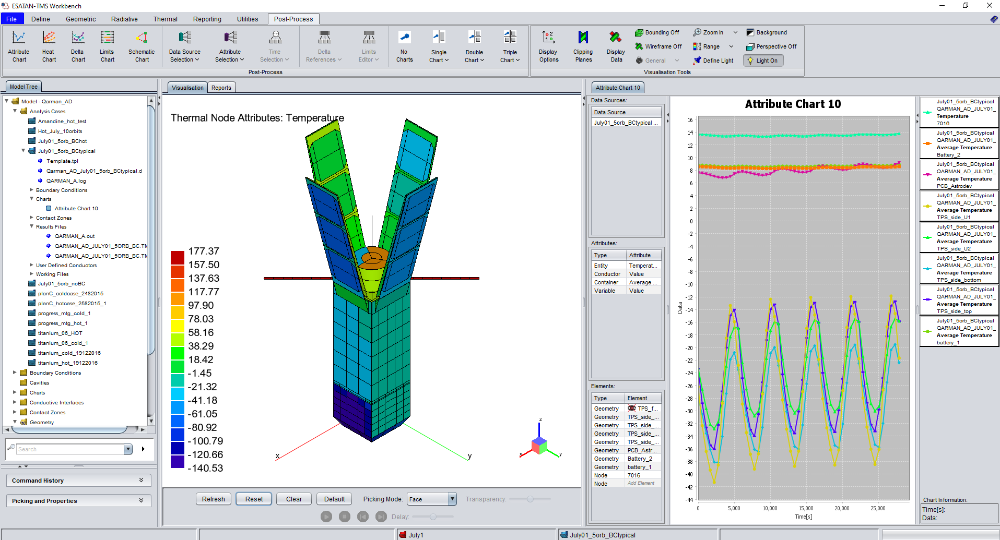 ESATAN-TMS Workbench
File Define Geometric Radiative Thermal Reporting Utilities Post-Process
Attribute Chart
Heat Chart
Delta Chart
Limits Chart
Schematic Chart
Data Source Selection
Attribute Selection
Time Selection
Delta References
Limits Editor
No Charts
Single Chart
Double Chart
Triple Chart
Post-Process
Display Options
Clipping Planes
Display Data
Bounding Off
Wireframe Off
General
Zoom In
Range
Define Light
Background
Perspective Off
Light On
Visualisation Tools
Model Tree
Model - Qarman_AD
Analysis Cases
Amandine_hot_test
Hot_July_10orbits
July01_5orb_BChot
July01_5orb_BCtypical
Template.tpl
Qarman_AD_July01_5orb_BCtypical.d
QARMAN_A.log
Boundary Conditions
Charts
Attribute Chart 10
Contact Zones
Results Files
QARMAN_A.out
QARMAN_AD_JULY01_5ORB_BC.TM
QARMAN_AD_JULY01_5ORB_BC.TM
User Defined Conductors
Working Files
July01_5orb_noBC
planC_coldcase_2482015
planC_hotcase_2582015_1
progress_mtg_cold_1
progress_mtg_hot_1
titanium_06_HOT
titanium_06_cold_1
titanium_cold_19122016
titanium_hot_19122016
Boundary Conditions
Cavities
Charts
Conductive Interfaces
Contact Zones
Geometry
Search
Command History
Picking and Properties
Visualisation Reports
Thermal Node Attributes: Temperature
177.37
157.50
137.63
117.77
97.90
78.03
58.16
38.29
18.42
-1.45
-21.32
-41.18
-61.05
-80.92
-100.79
-120.66
-140.53
x
y
z
x
y
Refresh Reset Clear Default Picking Mode: Face Transparency:
Delay:
Attribute Chart 10
Data Sources:
Data Source
July01_5orb_BCtypical ...
Attributes:
Type Attribute
Entity Temperat...
Conductor Value
Container Average ...
Variable Value
Elements:
Type Element
Geometry TPS_f...
Geometry TPS_side_...
Geometry TPS_side_...
Geometry TPS_side_...
Geometry TPS_side_...
Geometry PCB_Astr...
Geometry Battery_2
Geometry battery_1
Node 7016
Node Add Element
Attribute Chart 10
16
14
12
10
8
6
4
2
0
-2
-4
-6
-8
-10
-12
-14
-16
-18
-20
-22
-24
-26
-28
-30
-32
-34
-36
-38
-40
-42
-44
Data
0 5,000 10,000 15,000 20,000 25,000
Time[s]
July01_5orb_BCtypical
QARMAN_AD_JULY01_
Temperature
7016
July01_5orb_BCtypical
QARMAN_AD_JULY01_
Average Temperature
Battery_2
July01_5orb_BCtypical
QARMAN_AD_JULY01_
Average Temperature
PCB_Astrodev
July01_5orb_BCtypical
QARMAN_AD_JULY01_
Average Temperature
TPS_side_U1
July01_5orb_BCtypical
QARMAN_AD_JULY01_
Average Temperature
TPS_side_U2
July01_5orb_BCtypical
QARMAN_AD_JULY01_
Average Temperature
TPS_side_bottom
July01_5orb_BCtypical
QARMAN_AD_JULY01_
Average Temperature
TPS_side_top
July01_5orb_BCtypical
QARMAN_AD_JULY01_
Average Temperature
battery_1
Chart Information:
Time[s]:
Data:
July1
July01_5orb_BCtypical